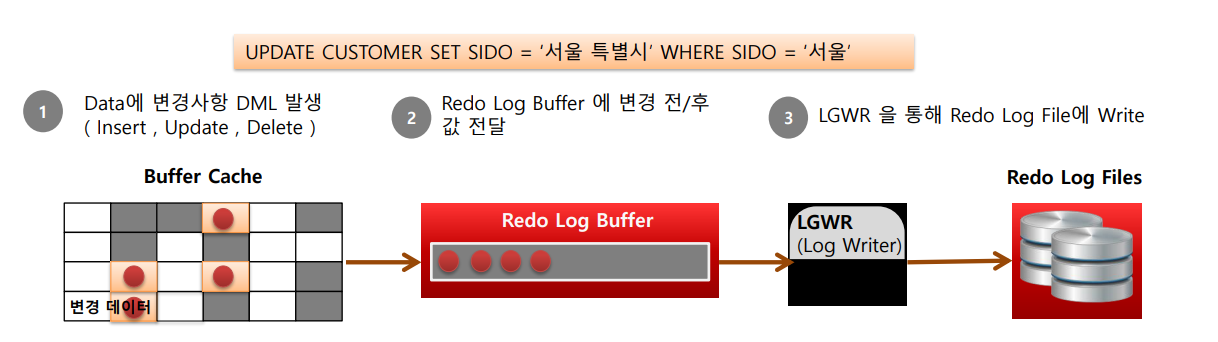 UPDATE CUSTOMER SET SIDO = ‘서울 특별시’ WHERE SIDO = ‘서울’
1
Data에 변경사항 DML 발생
( Insert , Update , Delete )
2
Redo Log Buffer 에 변경 전/후
값 전달
3
LGWR 을 통해 Redo Log File에 Write
Buffer Cache
변경 데이터
Redo Log Buffer
LGWR
(Log Writer)
Redo Log Files